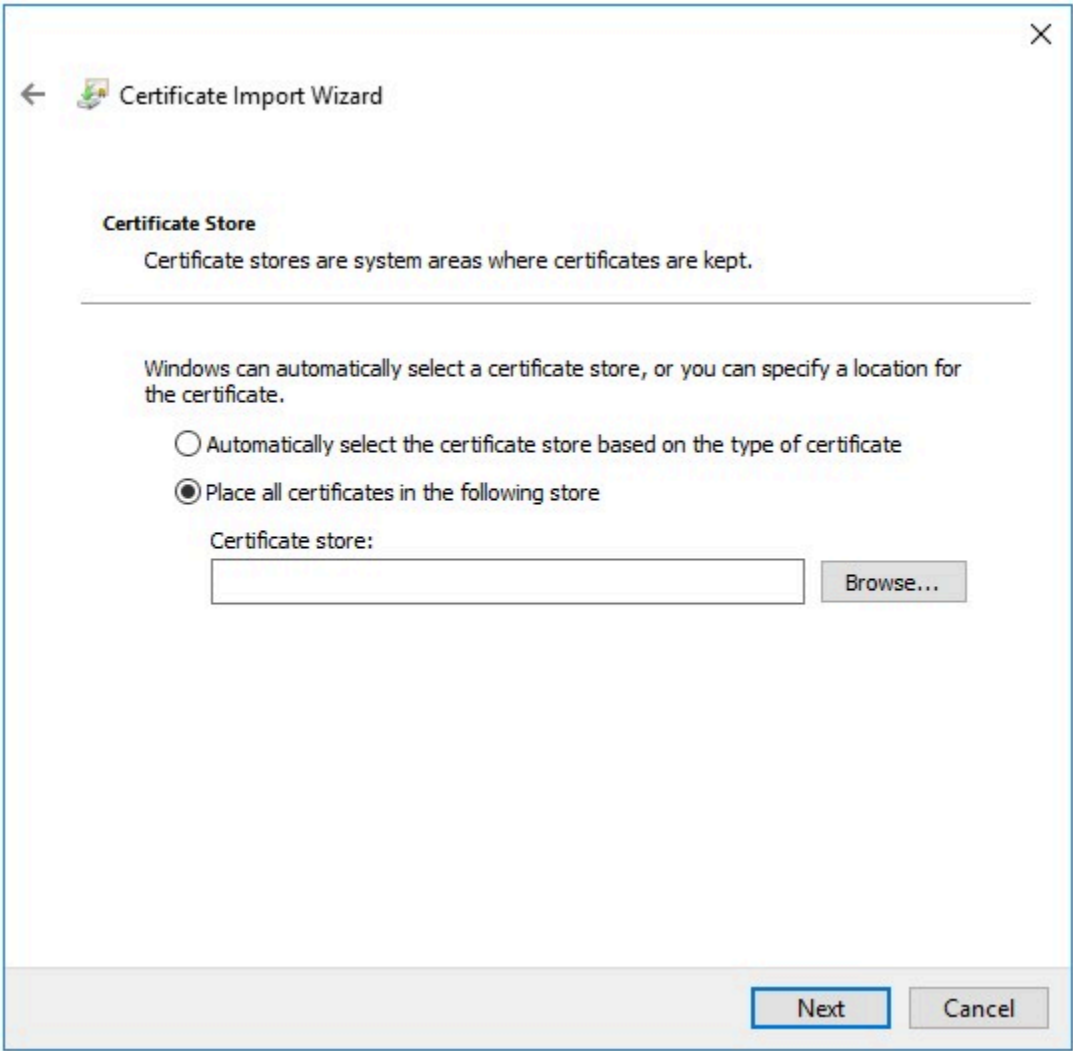 Certificate Import Wizard
Certificate Store
Certificate stores are system areas where certificates are kept.
Windows can automatically select a certificate store, or you can specify a location for
the certificate.
Automatically select the certificate store based on the type of certificate
Place all certificates in the following store
Certificate store:
Browse...
Next
Cancel